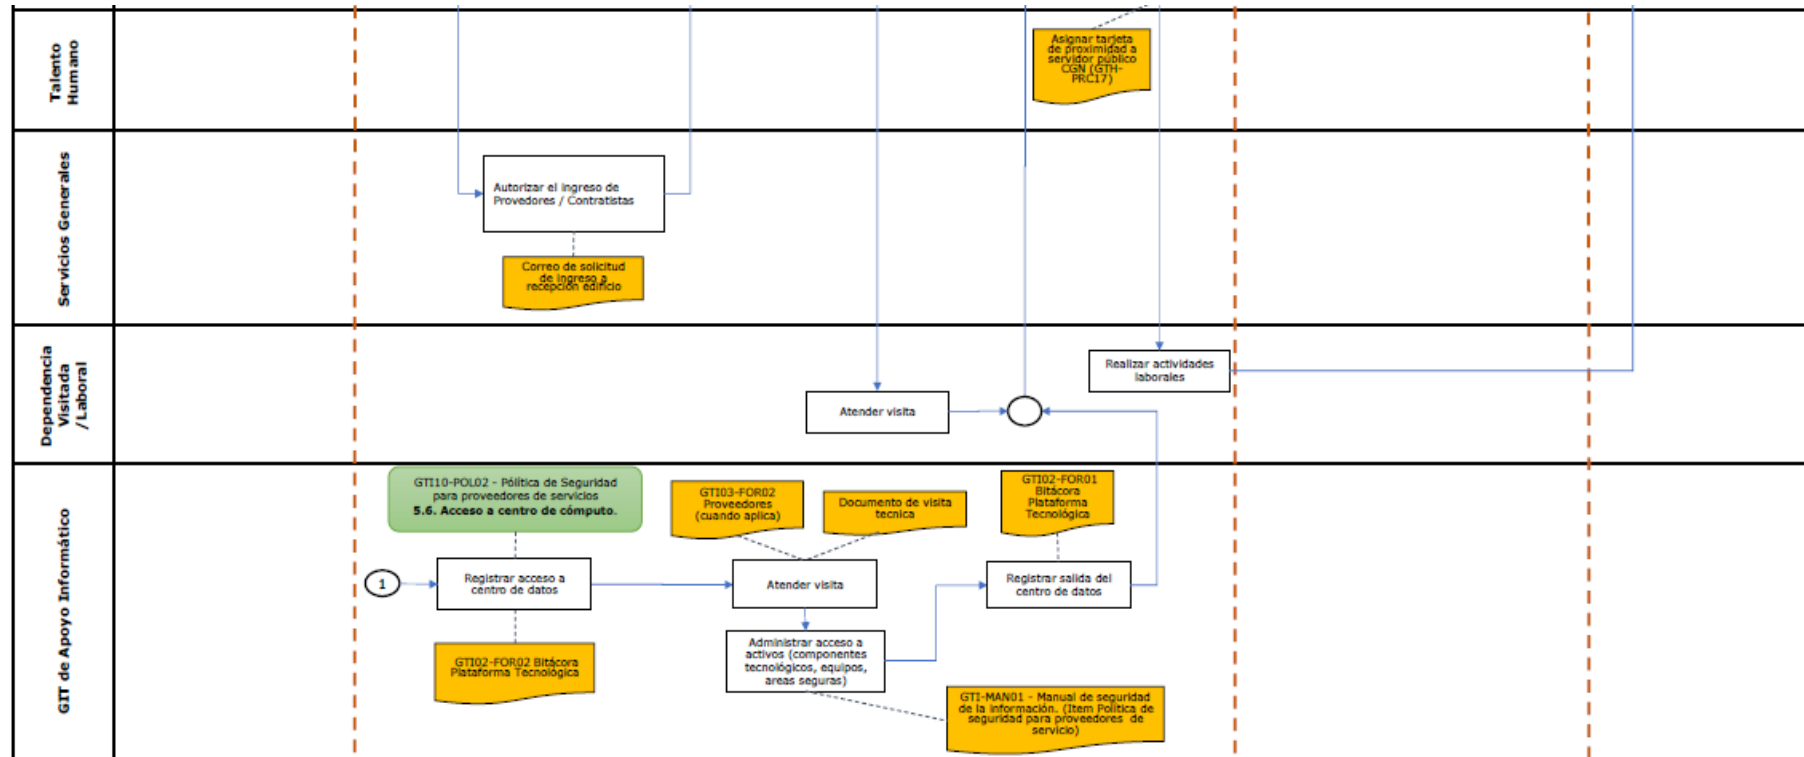 Talento
Humano
Asignar tarjeta
de proximidad a
servidor público
CGN (GTH-
PRC17)
Servicios Generales
Autorizar el ingreso de
Provedores / Contratistas
Correo de solicitud
de ingreso a
recepción edificio
Dependencia
Visitada
/Laboral
Realizar actividades
laborales
Atender visita
GIT de Apoyo Informático
GTI10-POL02 - Política de Seguridad
para proveedores de servicios
5.6. Acceso a centro de cómputo.
GTI03-FOR02
Proveedores
(cuando aplica)
Documento de visita
tecnica
GTI02-FOR01
Bitácora
Plataforma
Tecnológica
1
Registrar acceso a
centro de datos
Atender visita
Registrar salida del
centro de datos
GTI02-FOR02 Bitácora
Plataforma Tecnológica
Administrar acceso a
activos (componentes
tecnológicos, equipos,
areas seguras)
GTI-MAN01 - Manual de seguridad
de la información. (Item Política de
seguridad para proveedores de
servicio)